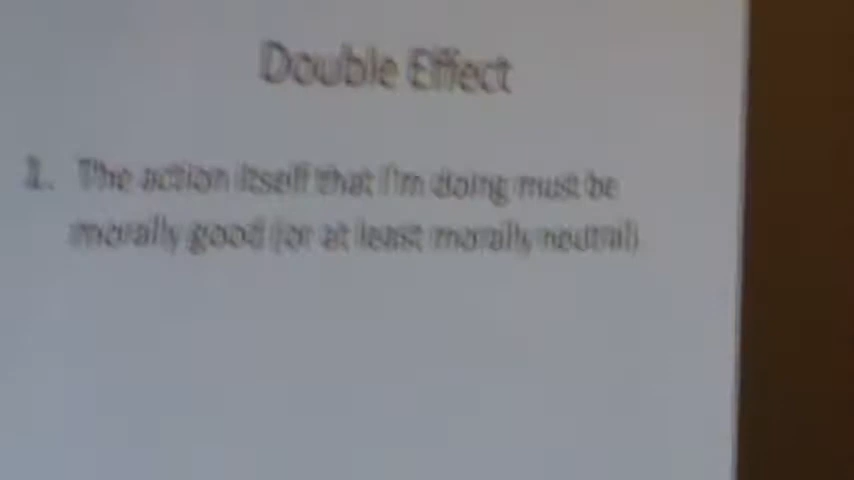 Double Effect
1. The action itself that I'm doing must be
morally good (or at least morally neutral)